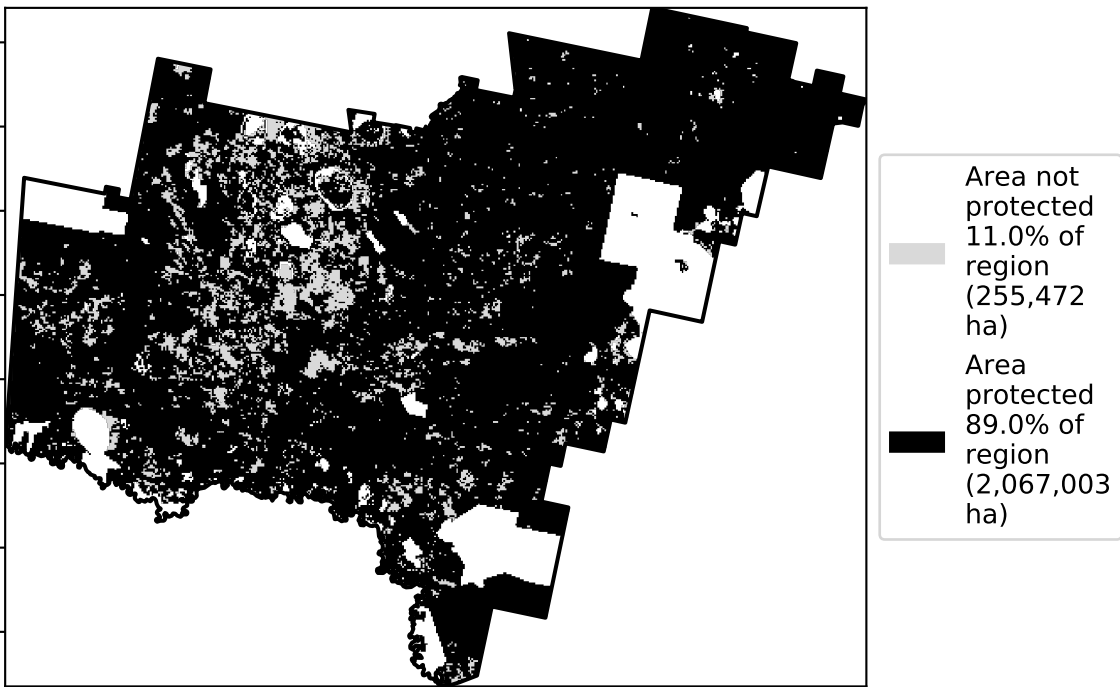 Area not
protected
11.0% of
region
(255,472
ha)
Area
protected
89.0% of
region
(2,067,003
ha)